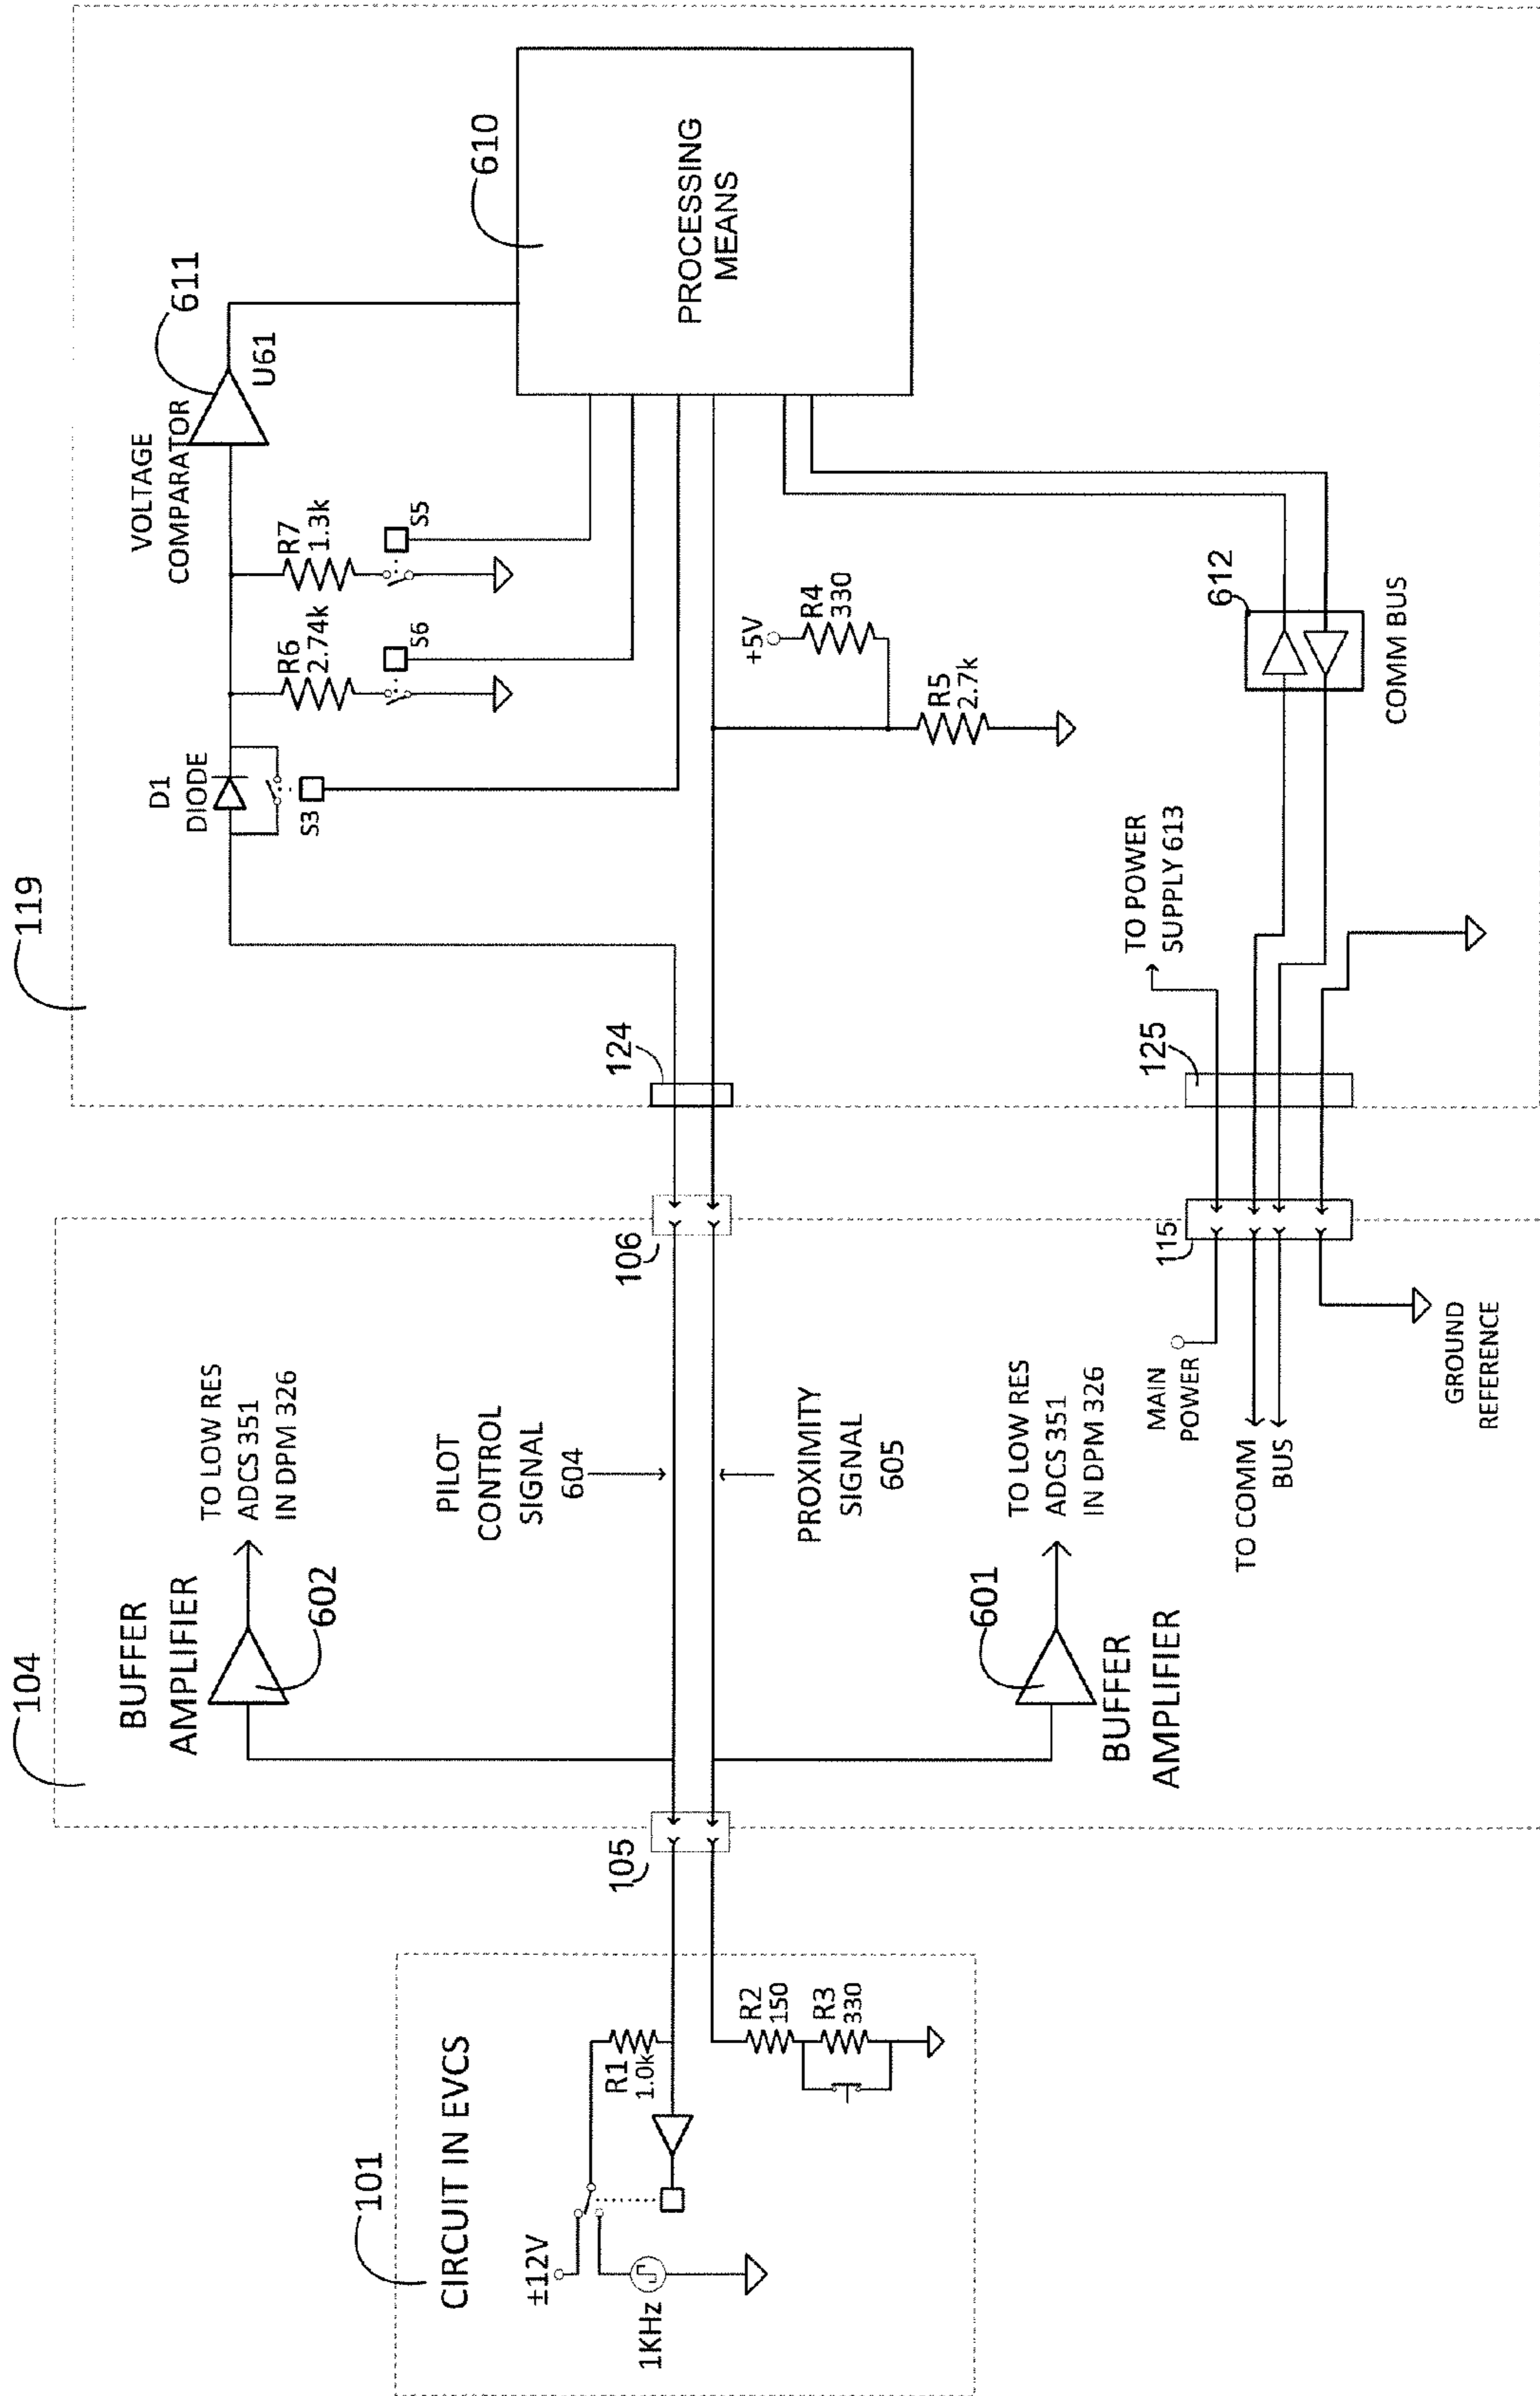 101
CIRCUIT IN EVCS
±12V
1KHz
R1
1.0k
R2
150
R3
330
105
104
BUFFER
AMPLIFIER
602
TO LOW RES
ADCS 351
IN DPM 326
PILOT
CONTROL
SIGNAL
604
PROXIMITY
SIGNAL
605
601
BUFFER
AMPLIFIER
TO LOW RES
ADCS 351
IN DPM 326
106
MAIN
POWER
TO COMM
BUS
GROUND
REFERENCE
115
119
124
125
TO POWER
SUPPLY 613
D1
DIODE
S3
R6
2.74k
S6
R7
1.3k
S5
VOLTAGE
COMPARATOR
611
U61
+5V
R4
330
R5
2.7k
612
COMM BUS
610
PROCESSING
MEANS